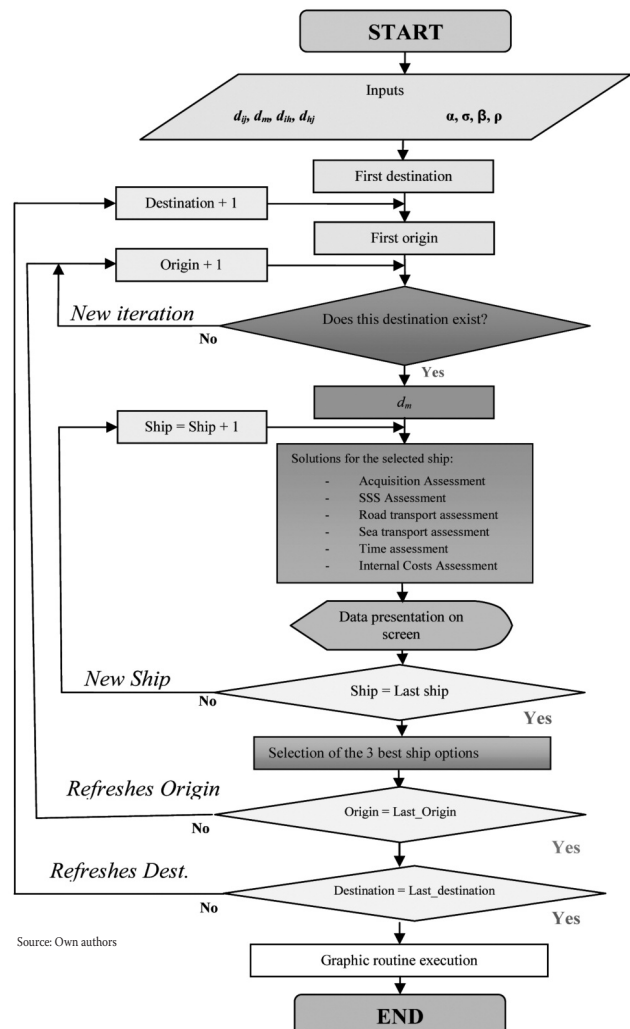 START
Inputs
dij, dm, dih, dhj α, σ, β, ρ
First destination
Destination + 1
First origin
Origin + 1
New iteration
No
Does this destination exist?
Yes
dm
Ship = Ship + 1
Solutions for the selected ship:
- Acquisition Assessment
- SSS Assessment
- Road transport assessment
- Sea transport assessment
- Time assessment
- Internal Costs Assessment
Data presentation on
screen
New Ship
No
Ship = Last ship
Yes
Selection of the 3 best ship options
Refreshes Origin
No
Origin = Last_Origin
Yes
Refreshes Dest.
No
Destination = Last_destination
Yes
Source: Own authors
Graphic routine execution
END